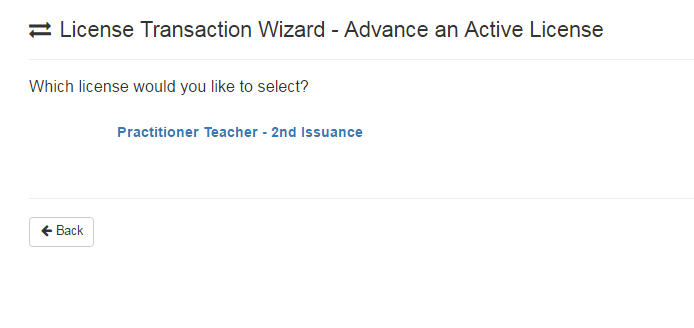 License Transaction Wizard - Advance an Active License
Which license would you like to select?
Practitioner Teacher - 2nd Issuance
Back